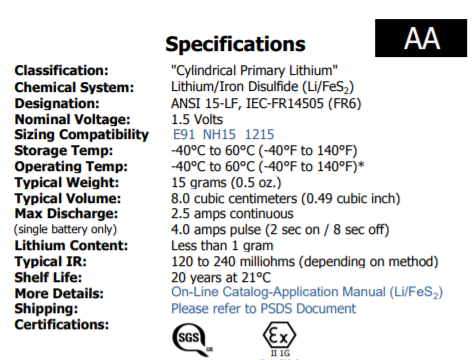 Specifications AA
Classification: "Cylindrical Primary Lithium"
Chemical System: Lithium/Iron Disulfide (Li/FeS₂)
Designation: ANSI 15-LF, IEC-FR14505 (FR6)
Nominal Voltage: 1.5 Volts
Sizing Compatibility E91 NH15 1215
Storage Temp: -40°C to 60°C (-40°F to 140°F)
Operating Temp: -40°C to 60°C (-40°F to 140°F)*
Typical Weight: 15 grams (0.5 oz.)
Typical Volume: 8.0 cubic centimeters (0.49 cubic inch)
Max Discharge: 2.5 amps continuous
(single battery only) 4.0 amps pulse (2 sec on / 8 sec off)
Lithium Content: Less than 1 gram
Typical IR: 120 to 240 milliohms (depending on method)
Shelf Life: 20 years at 21°C
More Details: On-Line Catalog-Application Manual (Li/FeS₂)
Shipping: Please refer to PSDS Document
Certifications:
SGS US Ex
II 1G